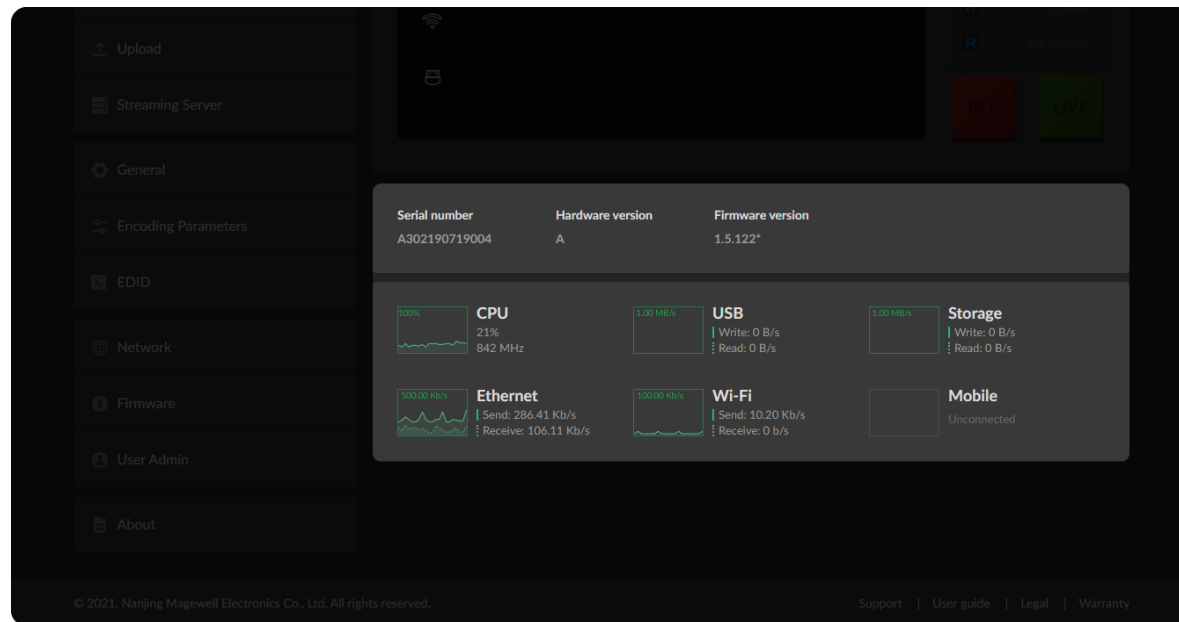 Upload
R
No Session
Streaming Server
REC
LIVE
General
Serial number
Hardware version
Firmware version
A302190719004
A
1.5.122*
Encoding Parameters
EDID
100%
CPU
21%
842 MHz
1.00 MB/s
USB
Write: 0 B/s
Read: 0 B/s
1.00 MB/s
Storage
Write: 0 B/s
Read: 0 B/s
Network
500.00 Kb/s
Ethernet
Send: 286.41 Kb/s
Receive: 106.11 Kb/s
100.00 Kb/s
Wi-Fi
Send: 10.20 Kb/s
Receive: 0 b/s
Mobile
Unconnected
Firmware
User Admin
About
© 2021, Nanjing Magewell Electronics Co., Ltd. All rights reserved.
Support | User guide | Legal | Warranty